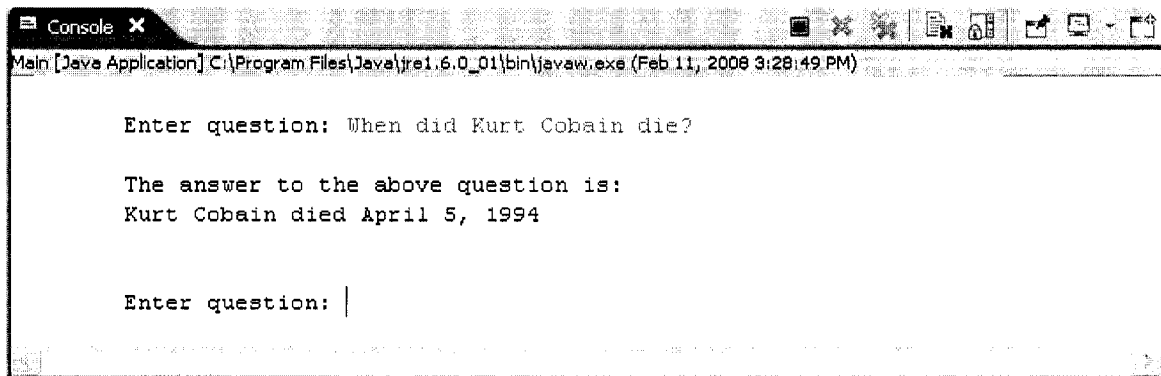 Console
Main [Java Application] C:\Program Files\Java\jre1.6.0_01\bin\javaw.exe (Feb 11, 2008 3:28:49 PM)
Enter question: When did Kurt Cobain die?
The answer to the above question is:
Kurt Cobain died April 5, 1994
Enter question: